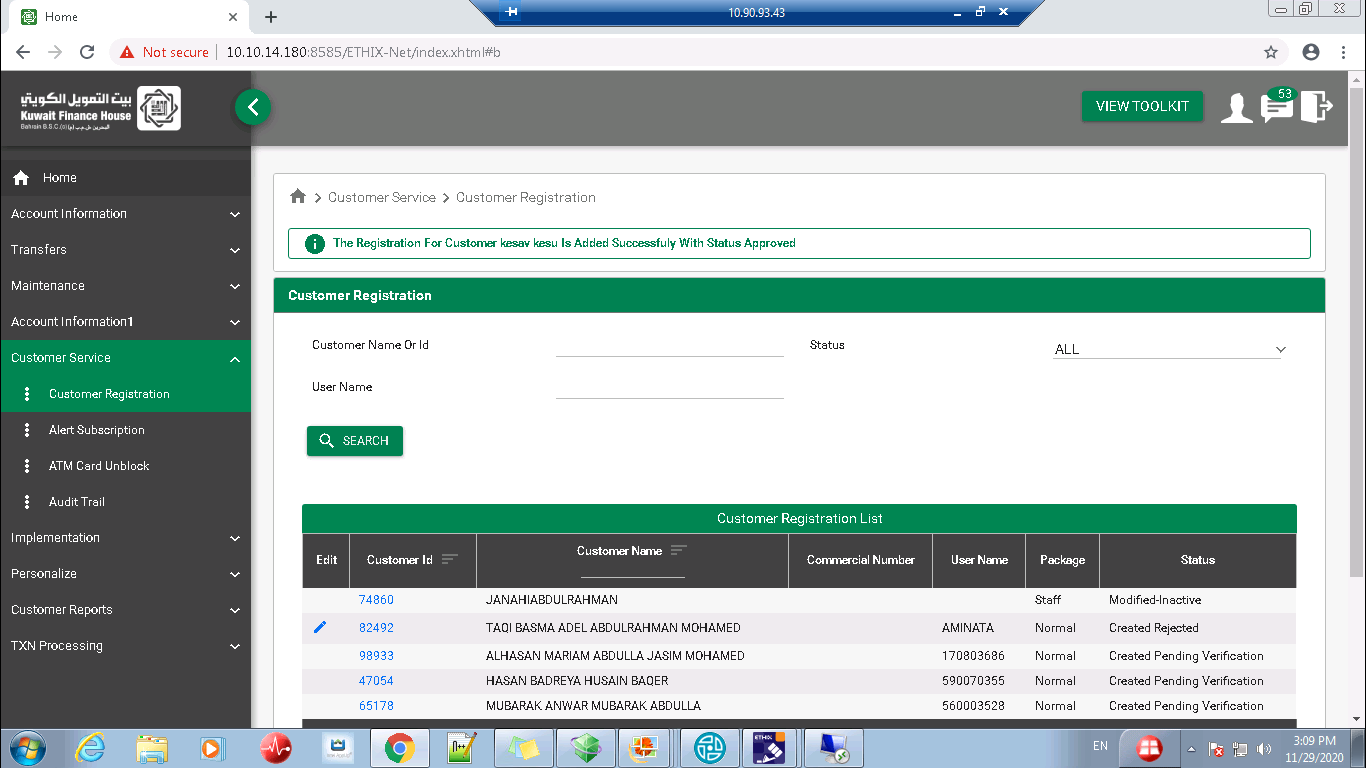 Home
10.90.93.43
Not secure
10.10.14.180:8585/ETHIX-Net/index.xhtml#b
بيت التمويل الكويتي
Kuwait Finance House
Bahrain B.S.C.(c)
VIEW TOOLKIT
53
Home
Account Information
Transfers
Maintenance
Account Information1
Customer Service
Customer Registration
Alert Subscription
ATM Card Unblock
Audit Trail
Implementation
Personalize
Customer Reports
TXN Processing
Customer Service
Customer Registration
The Registration For Customer kesav kesu Is Added Successfuly With Status Approved
Customer Registration
Customer Name Or Id
Status
ALL
User Name
SEARCH
Customer Registration List
Edit Customer Id Customer Name Commercial Number User Name Package Status
74860 JANAHIABDULRAHMAN Staff Modified-Inactive
82492 TAQI BASMA ADEL ABDULRAHMAN MOHAMED AMINATA Normal Created Rejected
98933 ALHASAN MARIAM ABDULLA JASIM MOHAMED 170803686 Normal Created Pending Verification
47054 HASAN BADREYA HUSAIN BAQER 590070355 Normal Created Pending Verification
65178 MUBARAK ANWAR MUBARAK ABDULLA 560003528 Normal Created Pending Verification
ETHIX
EN
3:09 PM
11/29/2020